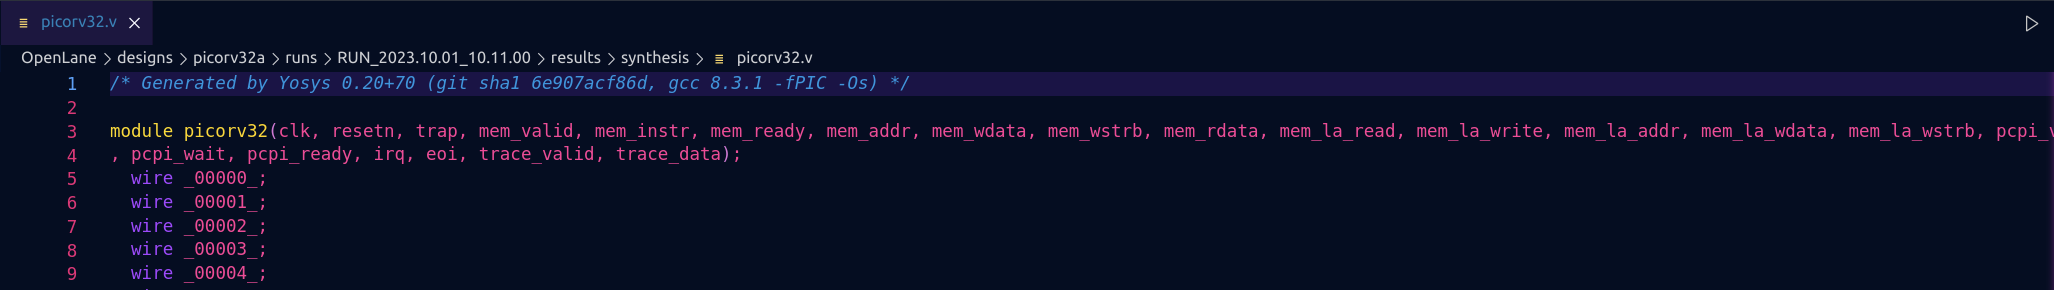 picorv32.v
OpenLane > designs > picorv32a > runs > RUN_2023.10.01_10.11.00 > results > synthesis > picorv32.v
1 /* Generated by Yosys 0.20+70 (git sha1 6e907acf86d, gcc 8.3.1 -fPIC -Os) */
2
3 module picorv32(clk, resetn, trap, mem_valid, mem_instr, mem_ready, mem_addr, mem_wdata, mem_wstrb, mem_rdata, mem_la_read, mem_la_write, mem_la_addr, mem_la_wdata, mem_la_wstrb,
4 , pcpi_wait, pcpi_ready, irq, eoi, trace_valid, trace_data);
5 wire _00000_;
6 wire _00001_;
7 wire _00002_;
8 wire _00003_;
9 wire _00004_;